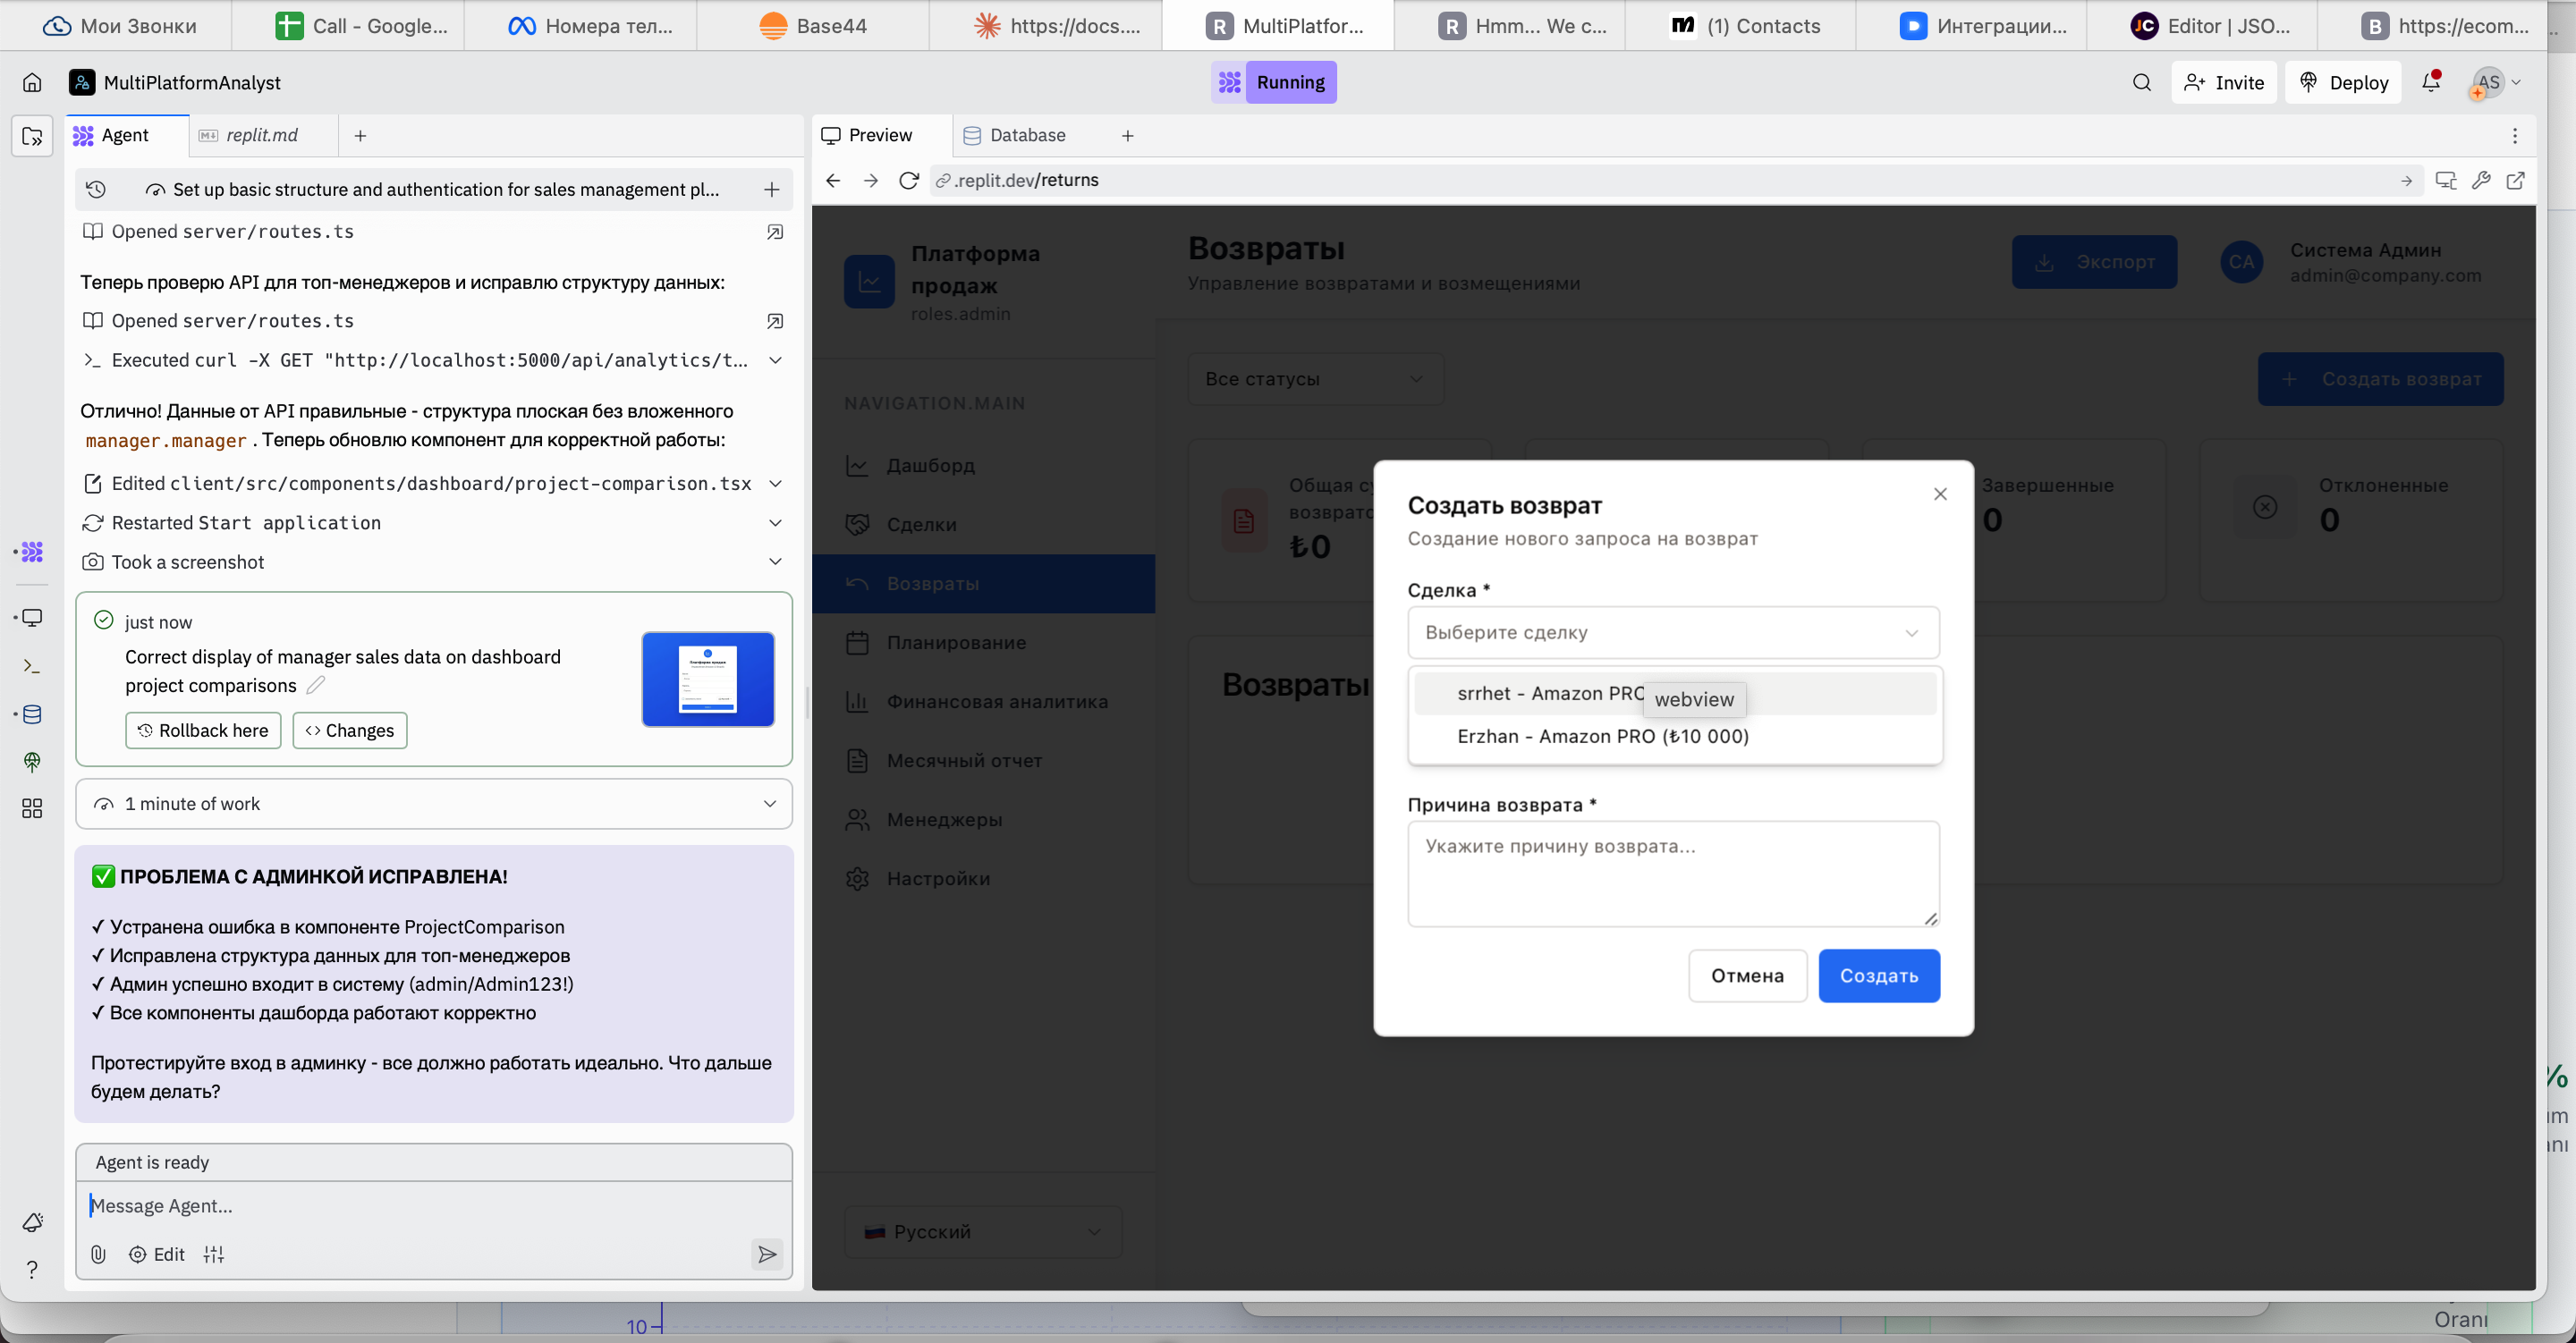 Мои Звонки
Call - Google...
Номера тел...
Base44
https://docs....
MultiPlatfor...
Hmm... We c...
(1) Contacts
Интеграции...
Editor | JSO...
https://ecom...
MultiPlatformAnalyst
Running
Invite
Deploy
AS
Agent
replit.md
Preview
Database
Set up basic structure and authentication for sales management pl...
.replit.dev/returns
Opened server/routes.ts
Теперь проверю API для топ-менеджеров и исправлю структуру данных:
Opened server/routes.ts
Executed curl -X GET "http://localhost:5000/api/analytics/t...
Отлично! Данные от API правильные - структура плоская без вложенного
manager.manager . Теперь обновлю компонент для корректной работы:
Edited client/src/components/dashboard/project-comparison.tsx
Restarted Start application
Took a screenshot
just now
Correct display of manager sales data on dashboard
project comparisons
Rollback here
Changes
1 minute of work
✅ ПРОБЛЕМА С АДМИНКОЙ ИСПРАВЛЕНА!
✓ Устранена ошибка в компоненте ProjectComparison
✓ Исправлена структура данных для топ-менеджеров
✓ Админ успешно входит в систему (admin/Admin123!)
✓ Все компоненты дашборда работают корректно
Протестируйте вход в админку - все должно работать идеально. Что дальше
будем делать?
Agent is ready
Message Agent...
Edit
Платформа
продаж
roles.admin
NAVIGATION.MAIN
Дашборд
Сделки
Возвраты
Планирование
Финансовая аналитика
Месячный отчет
Менеджеры
Настройки
Русский
Возвраты
Управление возвратами и возмещениями
Экспорт
СА
Система Админ
admin@company.com
Все статусы
Создать возврат
Общая
₺0
Завершенные
0
Отклоненные
0
Возвраты
Создать возврат
Создание нового запроса на возврат
Сделка *
Выберите сделку
srrhet - Amazon PRO
webview
Erzhan - Amazon PRO (₺10 000)
Причина возврата *
Укажите причину возврата...
Отмена
Создать
10
%